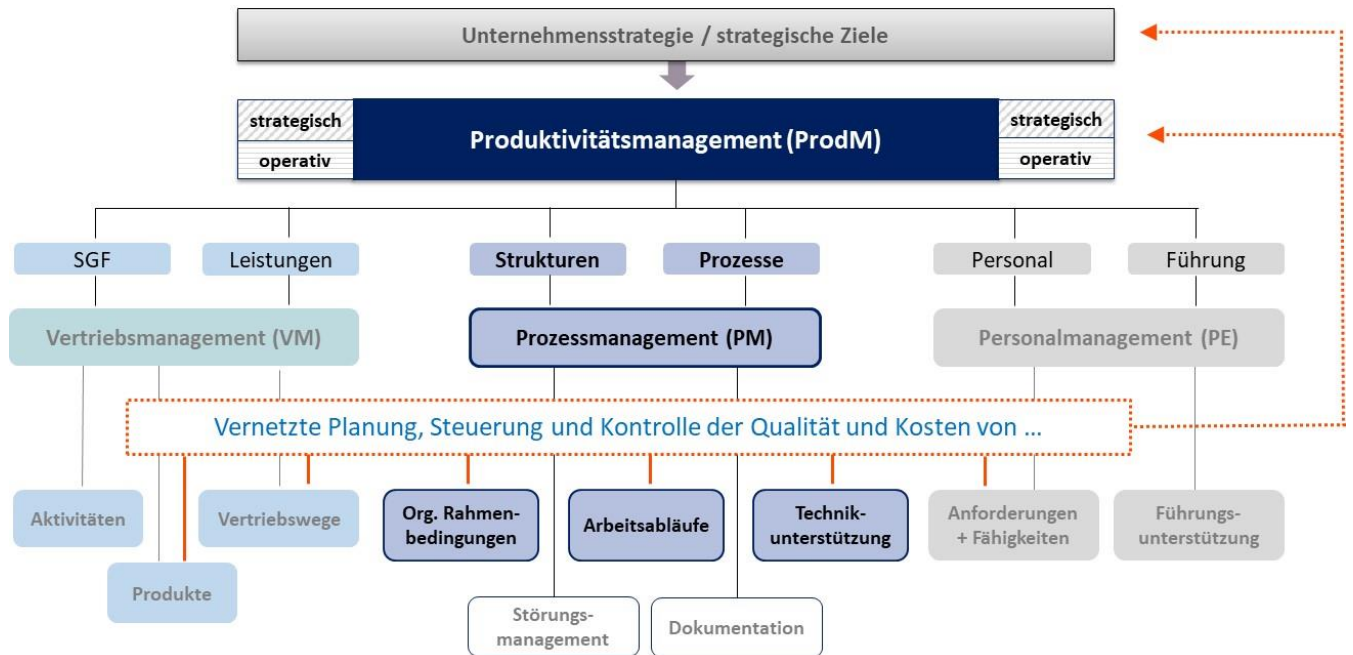 Unternehmensstrategie / strategische Ziele
strategisch
operativ
Produktivitätsmanagement (ProdM)
strategisch
operativ
SGF
Leistungen
Strukturen
Prozesse
Personal
Führung
Vertriebsmanagement (VM)
Prozessmanagement (PM)
Personalmanagement (PE)
Vernetzte Planung, Steuerung und Kontrolle der Qualität und Kosten von ...
Aktivitäten
Vertriebswege
Org. Rahmen-
bedingungen
Arbeitsabläufe
Technik-
unterstützung
Anforderungen
+ Fähigkeiten
Führungs-
unterstützung
Produkte
Störungs-
management
Dokumentation